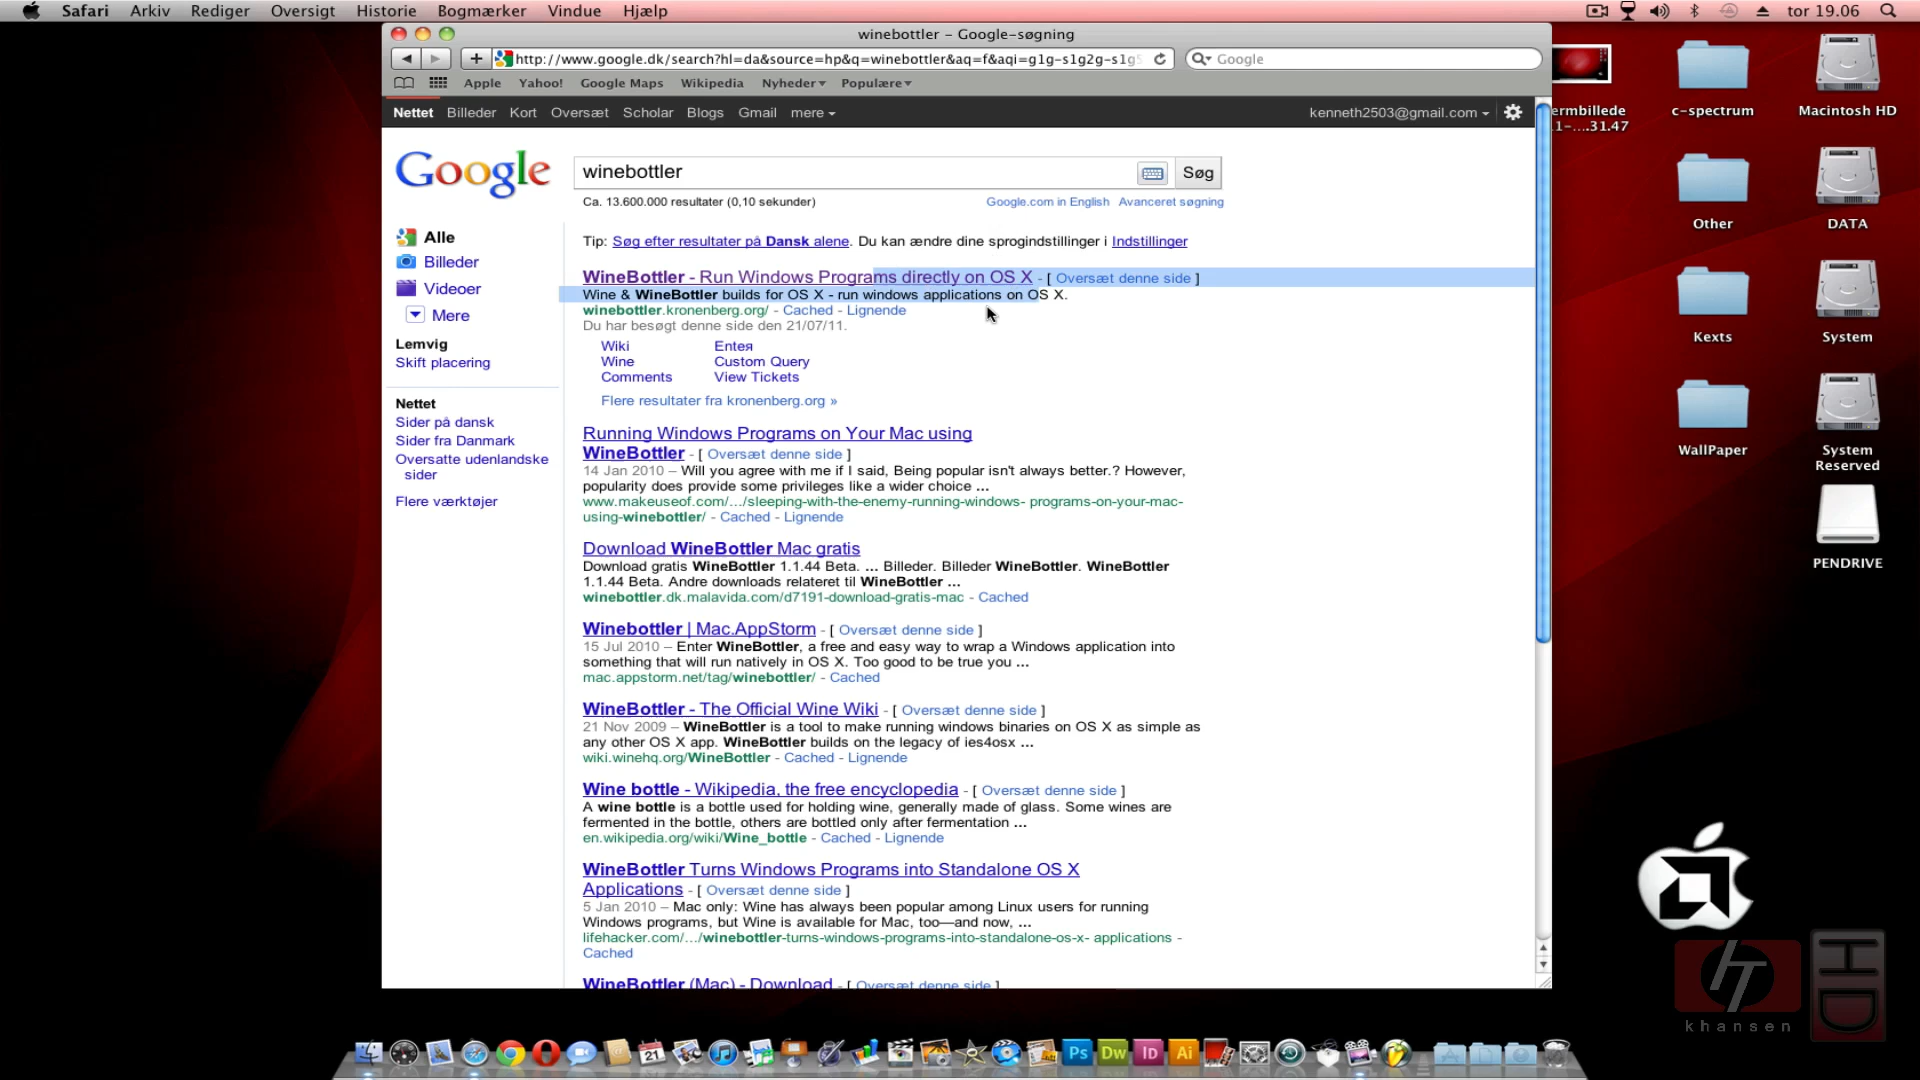 Safari Arkiv Rediger Oversigt Historie Bogmærker Vindue Hjælp tor 19.06
winebottler – Google-søgning
http://www.google.dk/search?hl=da&source=hp&q=winebottler&aq=f&aqi=g1g-s1g2g-s1g5 Google
Apple Yahoo! Google Maps Wikipedia Nyheder Populære
Nettet Billeder Kort Oversæt Scholar Blogs Gmail mere kenneth2503@gmail.com
Google winebottler Søg
Ca. 13.600.000 resultater (0,10 sekunder) Google.com in English Avanceret søgning
Alle
Billeder
Videoer
Mere
Lemvig
Skift placering
Nettet
Sider på dansk
Sider fra Danmark
Oversatte udenlandske
sider
Flere værktøjer
Tip: Søg efter resultater på Dansk alene. Du kan ændre dine sprogindstillinger i Indstillinger
WineBottler - Run Windows Programs directly on OS X - [ Oversæt denne side ]
Wine & WineBottler builds for OS X - run windows applications on OS X.
winebottler.kronenberg.org/ - Cached - Lignende
Du har besøgt denne side den 21/07/11.
Wiki Enteя
Wine Custom Query
Comments View Tickets
Flere resultater fra kronenberg.org »
Running Windows Programs on Your Mac using
WineBottler - [ Oversæt denne side ]
14 Jan 2010 – Will you agree with me if I said, Being popular isn't always better.? However,
popularity does provide some privileges like a wider choice ...
www.makeuseof.com/.../sleeping-with-the-enemy-running-windows- programs-on-your-mac-
using-winebottler/ - Cached - Lignende
Download WineBottler Mac gratis
Download gratis WineBottler 1.1.44 Beta. ... Billeder. Billeder WineBottler. WineBottler
1.1.44 Beta. Andre downloads relateret til WineBottler ...
winebottler.dk.malavida.com/d7191-download-gratis-mac - Cached
Winebottler | Mac.AppStorm - [ Oversæt denne side ]
15 Jul 2010 – Enter WineBottler, a free and easy way to wrap a Windows application into
something that will run natively in OS X. Too good to be true you ...
mac.appstorm.net/tag/winebottler/ - Cached
WineBottler - The Official Wine Wiki - [ Oversæt denne side ]
21 Nov 2009 – WineBottler is a tool to make running windows binaries on OS X as simple as
any other OS X app. WineBottler builds on the legacy of ies4osx ...
wiki.winehq.org/WineBottler - Cached - Lignende
Wine bottle - Wikipedia, the free encyclopedia - [ Oversæt denne side ]
A wine bottle is a bottle used for holding wine, generally made of glass. Some wines are
fermented in the bottle, others are bottled only after fermentation ...
en.wikipedia.org/wiki/Wine_bottle - Cached - Lignende
WineBottler Turns Windows Programs into Standalone OS X
Applications - [ Oversæt denne side ]
5 Jan 2010 – Mac only: Wine has always been popular among Linux users for running
Windows programs, but Wine is available for Mac, too—and now, ...
lifehacker.com/.../winebottler-turns-windows-programs-into-standalone-os-x- applications -
Cached
WineBottler (Mac) - Download - [ Oversæt denne side ]
ermbillede
1-...31.47
c-spectrum
Macintosh HD
Other
DATA
Kexts
System
WallPaper
System
Reserved
PENDRIVE
khansen
HD
21
Ps Dw Id Ai